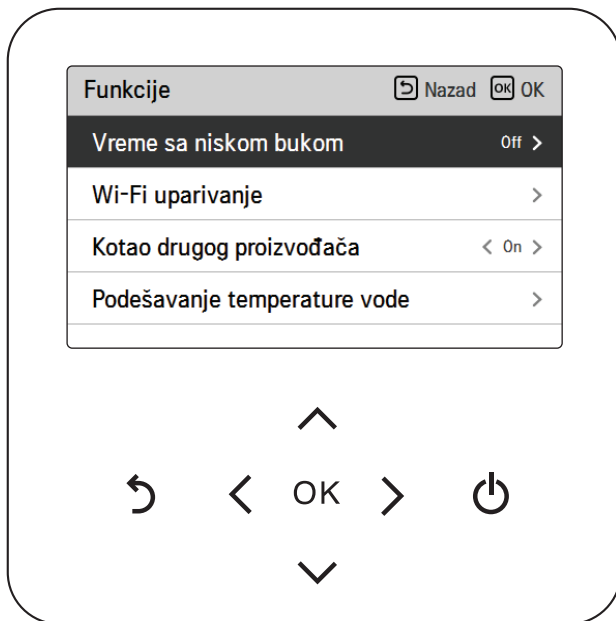 Funkcije Nazad OK OK
Vreme sa niskom bukom Off >
Wi-Fi uparivanje >
Kotao drugog proizvođača < On >
Podešavanje temperature vode >
OK